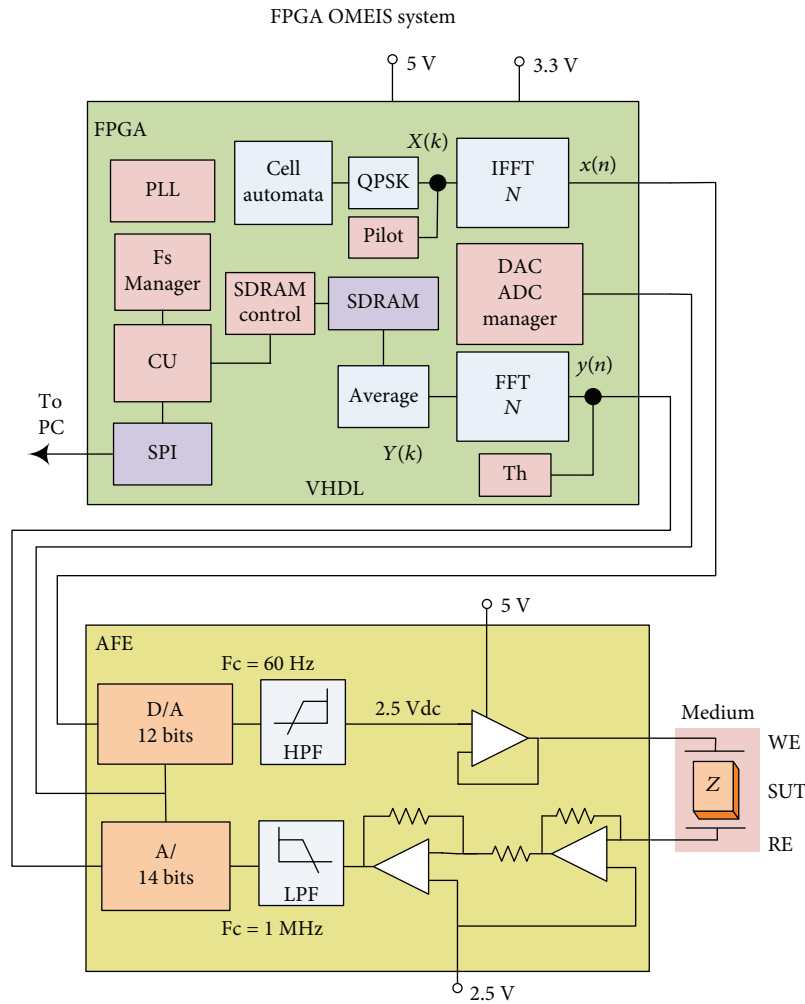 FPGA OMEIS system
5 V
3.3 V
FPGA
X(k)
x(n)
PLL
Cell
automata
QPSK
IFFT
N
Pilot
Fs
Manager
SDRAM
control
SDRAM
DAC
ADC
manager
CU
Average
FFT
N
y(n)
To
PC
SPI
Y(k)
Th
VHDL
5 V
AFE
Fc = 60 Hz
D/A
12 bits
HPF
2.5 Vdc
Medium
WE
Z
SUT
RE
A/
14 bits
LPF
Fc = 1 MHz
2.5 V